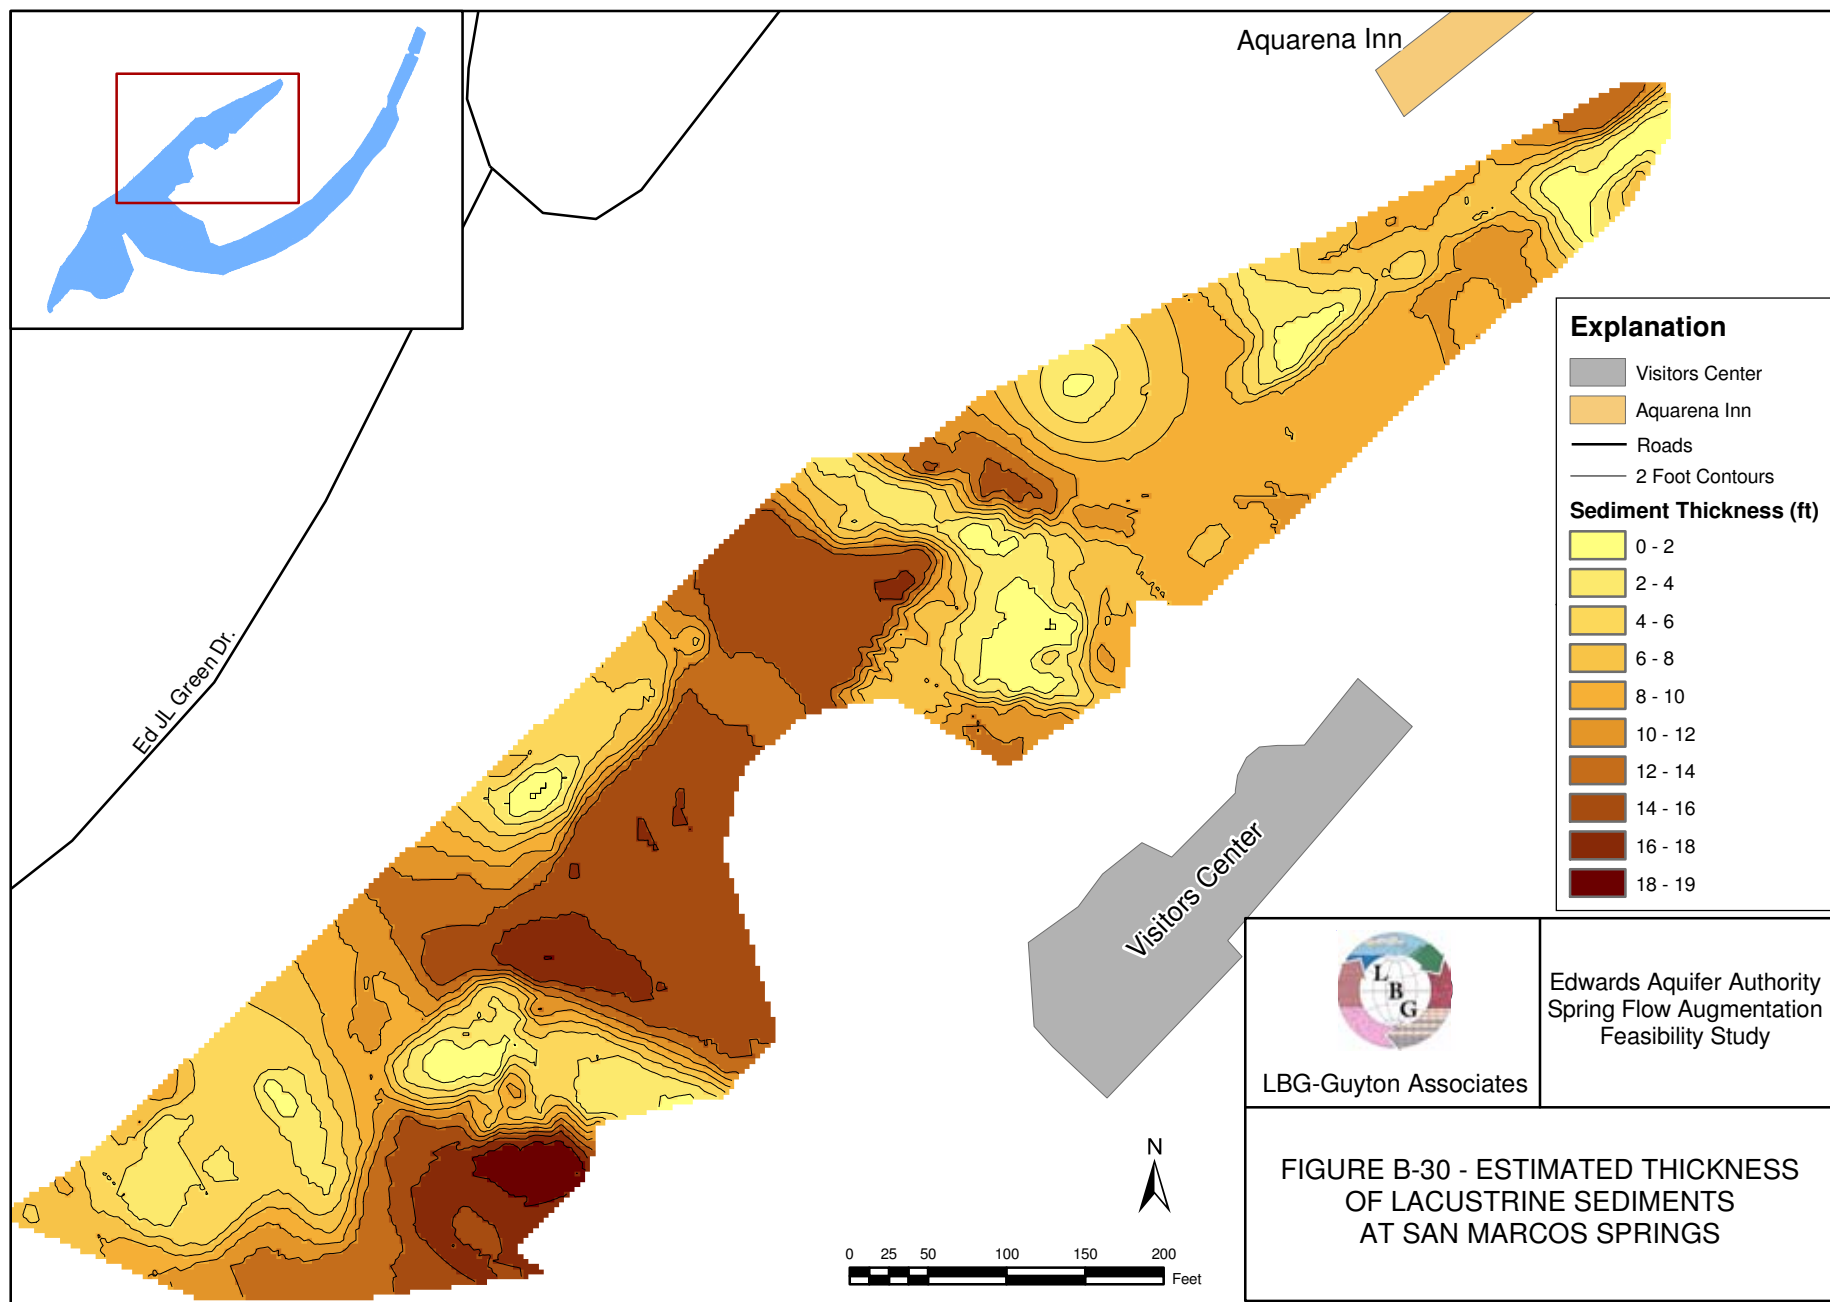 Aquarena Inn
Ed JL Green Dr.
Visitors Center
Explanation
Visitors Center
Aquarena Inn
Roads
2 Foot Contours
Sediment Thickness (ft)
0 - 2
2 - 4
4 - 6
6 - 8
8 - 10
10 - 12
12 - 14
14 - 16
16 - 18
18 - 19
L
B
G
LBG-Guyton Associates
Edwards Aquifer Authority
Spring Flow Augmentation
Feasibility Study
N
0 25 50 100 150 200
Feet
FIGURE B-30 - ESTIMATED THICKNESS
OF LACUSTRINE SEDIMENTS
AT SAN MARCOS SPRINGS